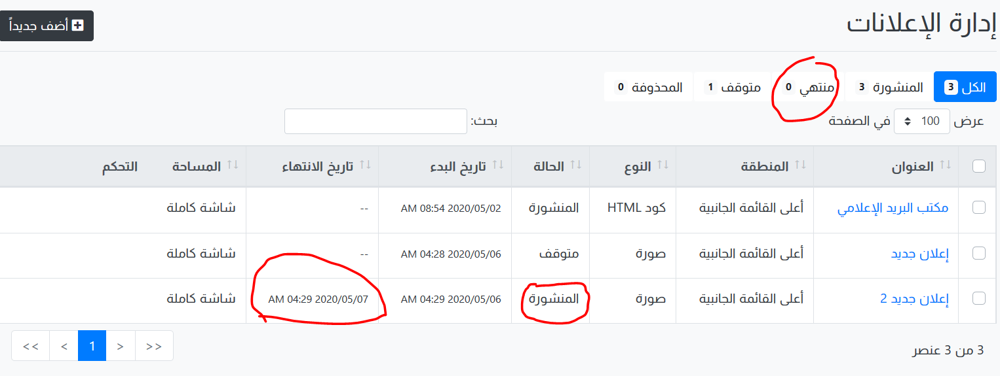 إدارة الإعلانات
أضف جديداً
الكل 3 المنشورة 3 منتهي 0 متوقف 1 المحذوفة 0
عرض 100 في الصفحة بحث:
العنوان المنطقة النوع الحالة تاريخ البدء تاريخ الانتهاء المساحة التحكم
مكتب البريد الإعلامي أعلى القائمة الجانبية كود HTML المنشورة 2020/05/02 08:54 AM -- شاشة كاملة
إعلان جديد أعلى القائمة الجانبية صورة متوقف 2020/05/06 04:28 AM -- شاشة كاملة
إعلان جديد 2 أعلى القائمة الجانبية صورة المنشورة 2020/05/06 04:29 AM 2020/05/07 04:29 AM شاشة كاملة
3 من 3 عنصر
<< < 1 > >>